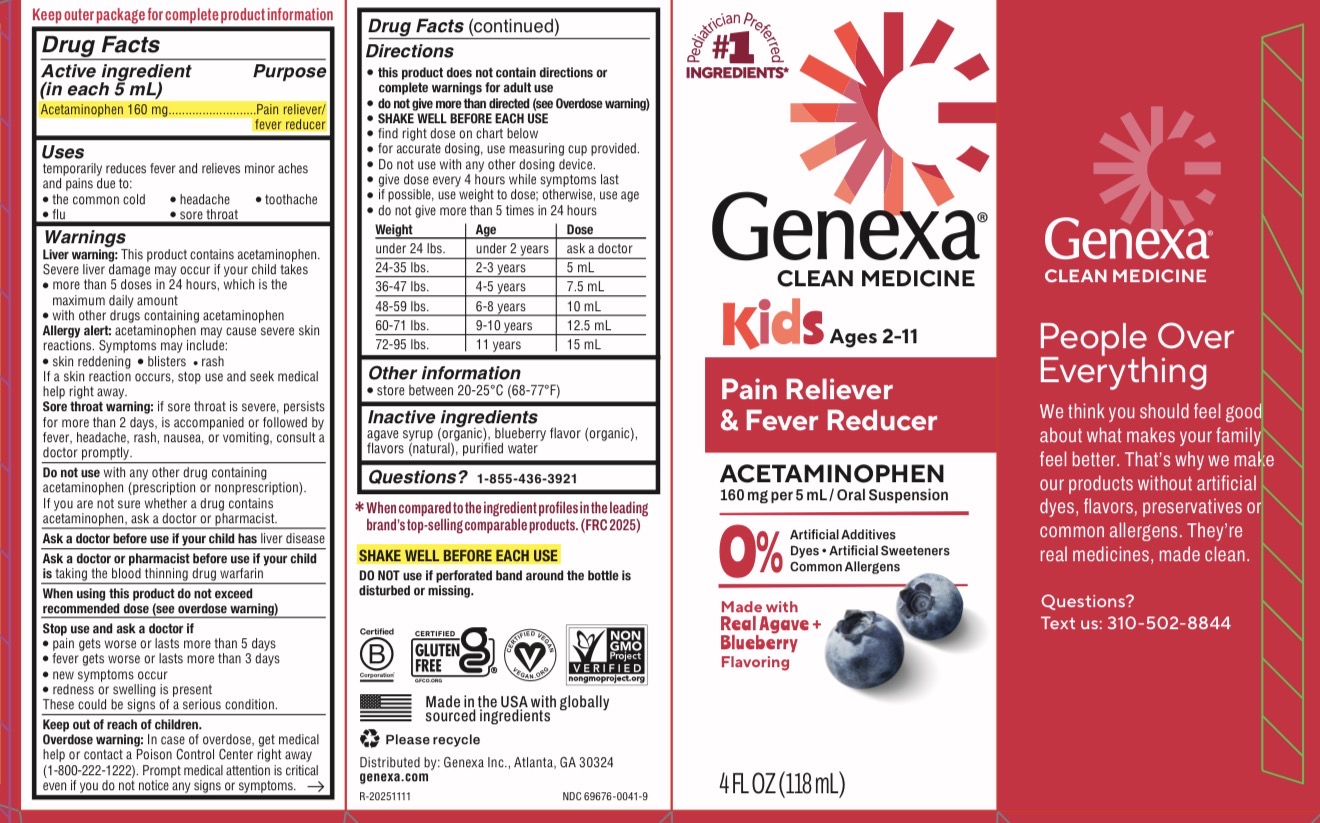 Keep outer package for complete product information
Drug Facts
Active ingredient Purpose
(in each 5 mL)
Acetaminophen 160 mg..........................Pain reliever/
fever reducer
Uses
temporarily reduces fever and relieves minor aches
and pains due to:
• the common cold • headache • toothache
• flu • sore throat
Warnings
Liver warning: This product contains acetaminophen.
Severe liver damage may occur if your child takes
• more than 5 doses in 24 hours, which is the
maximum daily amount
• with other drugs containing acetaminophen
Allergy alert: acetaminophen may cause severe skin
reactions. Symptoms may include:
• skin reddening • blisters • rash
If a skin reaction occurs, stop use and seek medical
help right away.
Sore throat warning: if sore throat is severe, persists
for more than 2 days, is accompanied or followed by
fever, headache, rash, nausea, or vomiting, consult a
doctor promptly.
Do not use with any other drug containing
acetaminophen (prescription or nonprescription).
If you are not sure whether a drug contains
acetaminophen, ask a doctor or pharmacist.
Ask a doctor before use if your child has liver disease
Ask a doctor or pharmacist before use if your child
is taking the blood thinning drug warfarin
When using this product do not exceed
recommended dose (see overdose warning)
Stop use and ask a doctor if
• pain gets worse or lasts more than 5 days
• fever gets worse or lasts more than 3 days
• new symptoms occur
• redness or swelling is present
These could be signs of a serious condition.
Keep out of reach of children.
Overdose warning: In case of overdose, get medical
help or contact a Poison Control Center right away
(1-800-222-1222). Prompt medical attention is critical
even if you do not notice any signs or symptoms. →
Drug Facts (continued)
Directions
• this product does not contain directions or
complete warnings for adult use
• do not give more than directed (see Overdose warning)
• SHAKE WELL BEFORE EACH USE
• find right dose on chart below
• for accurate dosing, use measuring cup provided.
• Do not use with any other dosing device.
• give dose every 4 hours while symptoms last
• if possible, use weight to dose; otherwise, use age
• do not give more than 5 times in 24 hours
Weight Age Dose
under 24 lbs. under 2 years ask a doctor
24-35 lbs. 2-3 years 5 mL
36-47 lbs. 4-5 years 7.5 mL
48-59 lbs. 6-8 years 10 mL
60-71 lbs. 9-10 years 12.5 mL
72-95 lbs. 11 years 15 mL
Other information
• store between 20-25°C (68-77°F)
Inactive ingredients
agave syrup (organic), blueberry flavor (organic),
flavors (natural), purified water
Questions? 1-855-436-3921
* When compared to the ingredient profiles in the leading
brand's top-selling comparable products. (FRC 2025)
SHAKE WELL BEFORE EACH USE
DO NOT use if perforated band around the bottle is
disturbed or missing.
Certified
B
Corporation
CERTIFIED
GLUTEN
FREE
g®
GFCO.ORG
CERTIFIED VEGAN
V
VEGAN.ORG
NON
GMO
Project
VERIFIED
nongmoproject.org
Made in the USA with globally
sourced ingredients
Please recycle
Distributed by: Genexa Inc., Atlanta, GA 30324
genexa.com
R-20251111 NDC 69676-0041-9
Pediatrician Preferred
#1
INGREDIENTS*
Genexa®
CLEAN MEDICINE
Kids Ages 2-11
Pain Reliever
& Fever Reducer
ACETAMINOPHEN
160 mg per 5 mL / Oral Suspension
0% Artificial Additives
Dyes • Artificial Sweeteners
Common Allergens
Made with
Real Agave +
Blueberry
Flavoring
4 FL OZ (118 mL)
Genexa®
CLEAN MEDICINE
People Over
Everything
We think you should feel good
about what makes your family
feel better. That's why we make
our products without artificial
dyes, flavors, preservatives or
common allergens. They're
real medicines, made clean.
Questions?
Text us: 310-502-8844